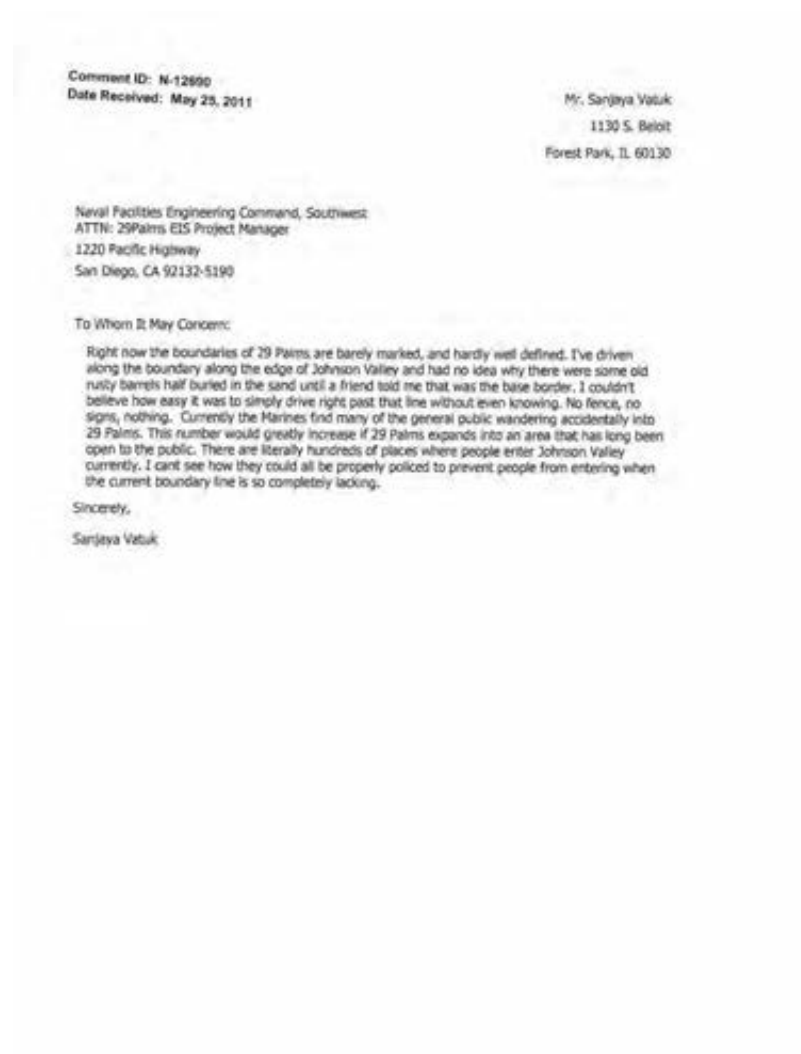 Comment ID: N-12690
Date Received: May 25, 2011
Mr. Sanjaya Vatuk
1130 S. Beloit
Forest Park, IL 60130
Naval Facilities Engineering Command, Southwest
ATTN: 29Palms EIS Project Manager
1220 Pacific Highway
San Diego, CA 92132-5190
To Whom It May Concern:
Right now the boundaries of 29 Palms are barely marked, and hardly well defined. I've driven
along the boundary along the edge of Johnson Valley and had no idea why there were some old
rusty barrels half buried in the sand until a friend told me that was the base border. I couldn't
believe how easy it was to simply drive right past that line without even knowing. No fence, no
signs, nothing. Currently the Marines find many of the general public wandering accidentally into
29 Palms. This number would greatly increase if 29 Palms expands into an area that has long been
open to the public. There are literally hundreds of places where people enter Johnson Valley
currently. I cant see how they could all be properly policed to prevent people from entering when
the current boundary line is so completely lacking.
Sincerely,
Sanjaya Vatuk